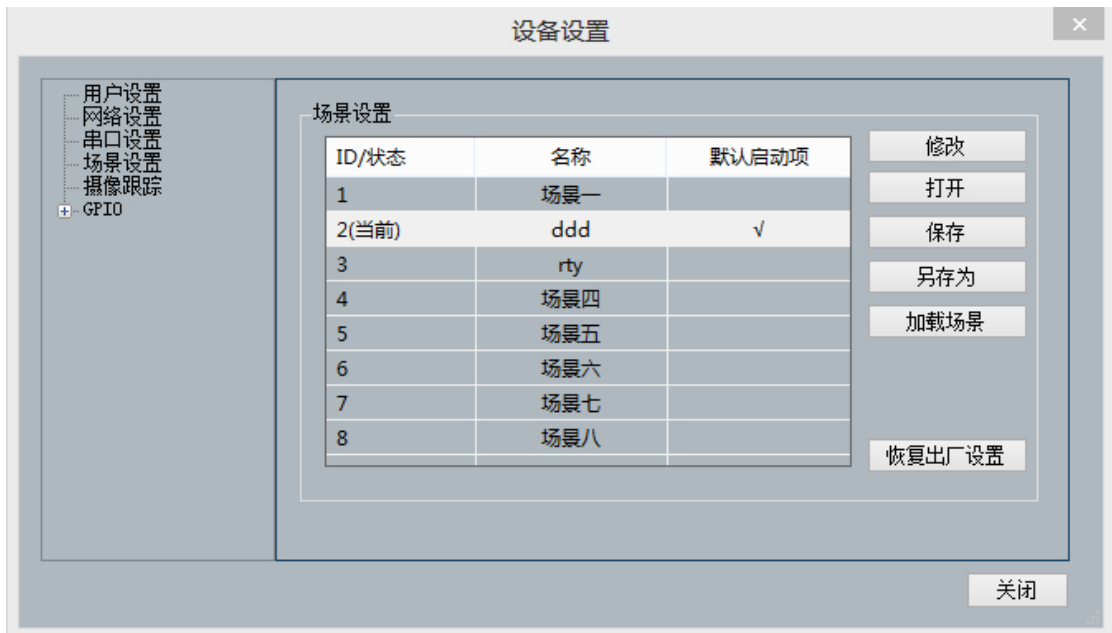 设备设置
用户设置
网络设置
串口设置
场景设置
摄像跟踪
GPIO
场景设置
ID/状态 名称 默认启动项
1 场景一
2(当前) ddd √
3 rty
4 场景四
5 场景五
6 场景六
7 场景七
8 场景八
修改
打开
保存
另存为
加载场景
恢复出厂设置
关闭